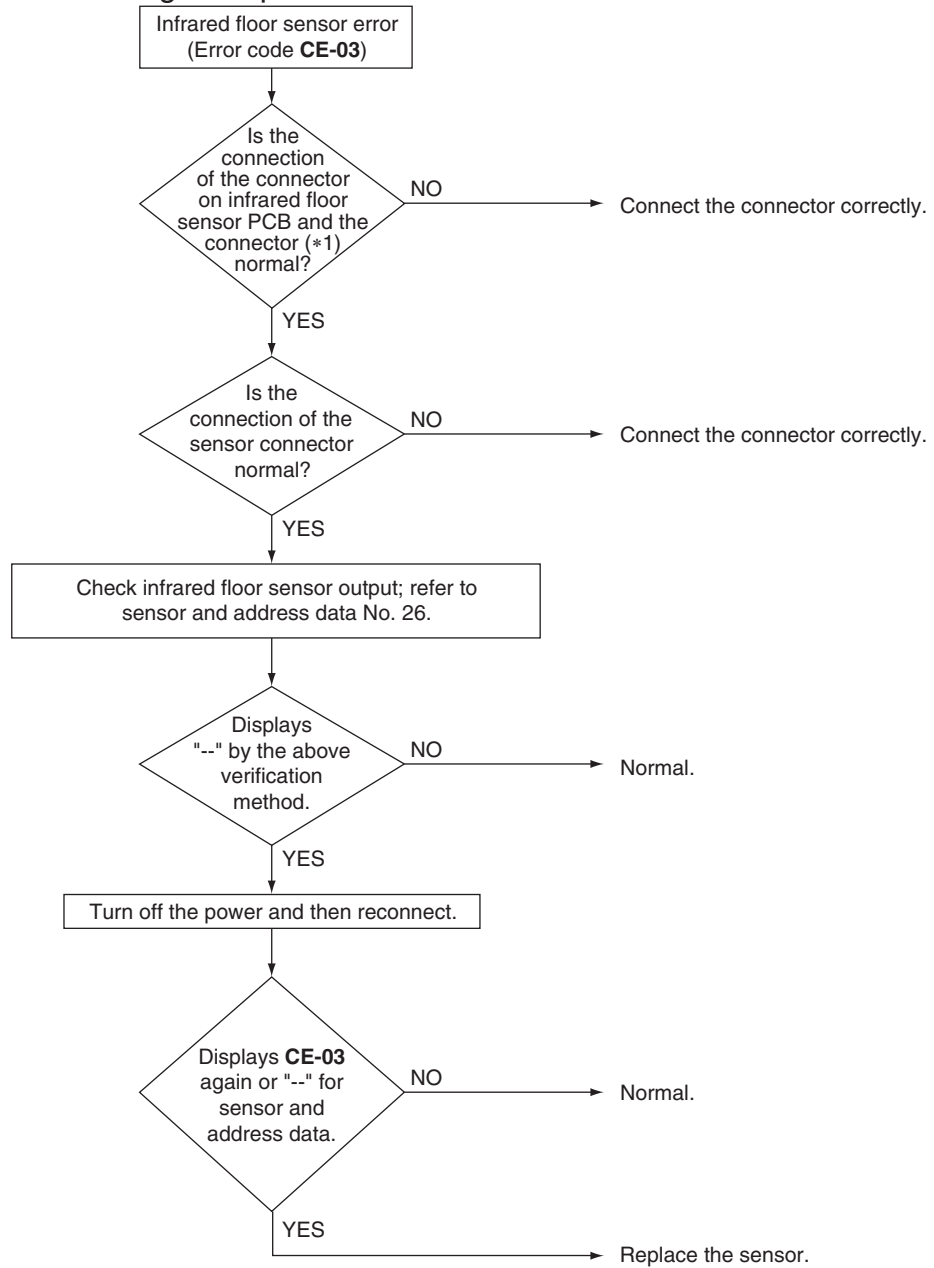 Infrared floor sensor error
(Error code CE-03)
Is the
connection
of the connector
on infrared floor
sensor PCB and the
connector (*1)
normal?
NO
Connect the connector correctly.
YES
Is the
connection of the
sensor connector
normal?
NO
Connect the connector correctly.
YES
Check infrared floor sensor output; refer to
sensor and address data No. 26.
Displays
"--" by the above
verification
method.
NO
Normal.
YES
Turn off the power and then reconnect.
Displays CE-03
again or "--" for
sensor and
address data.
NO
Normal.
YES
Replace the sensor.